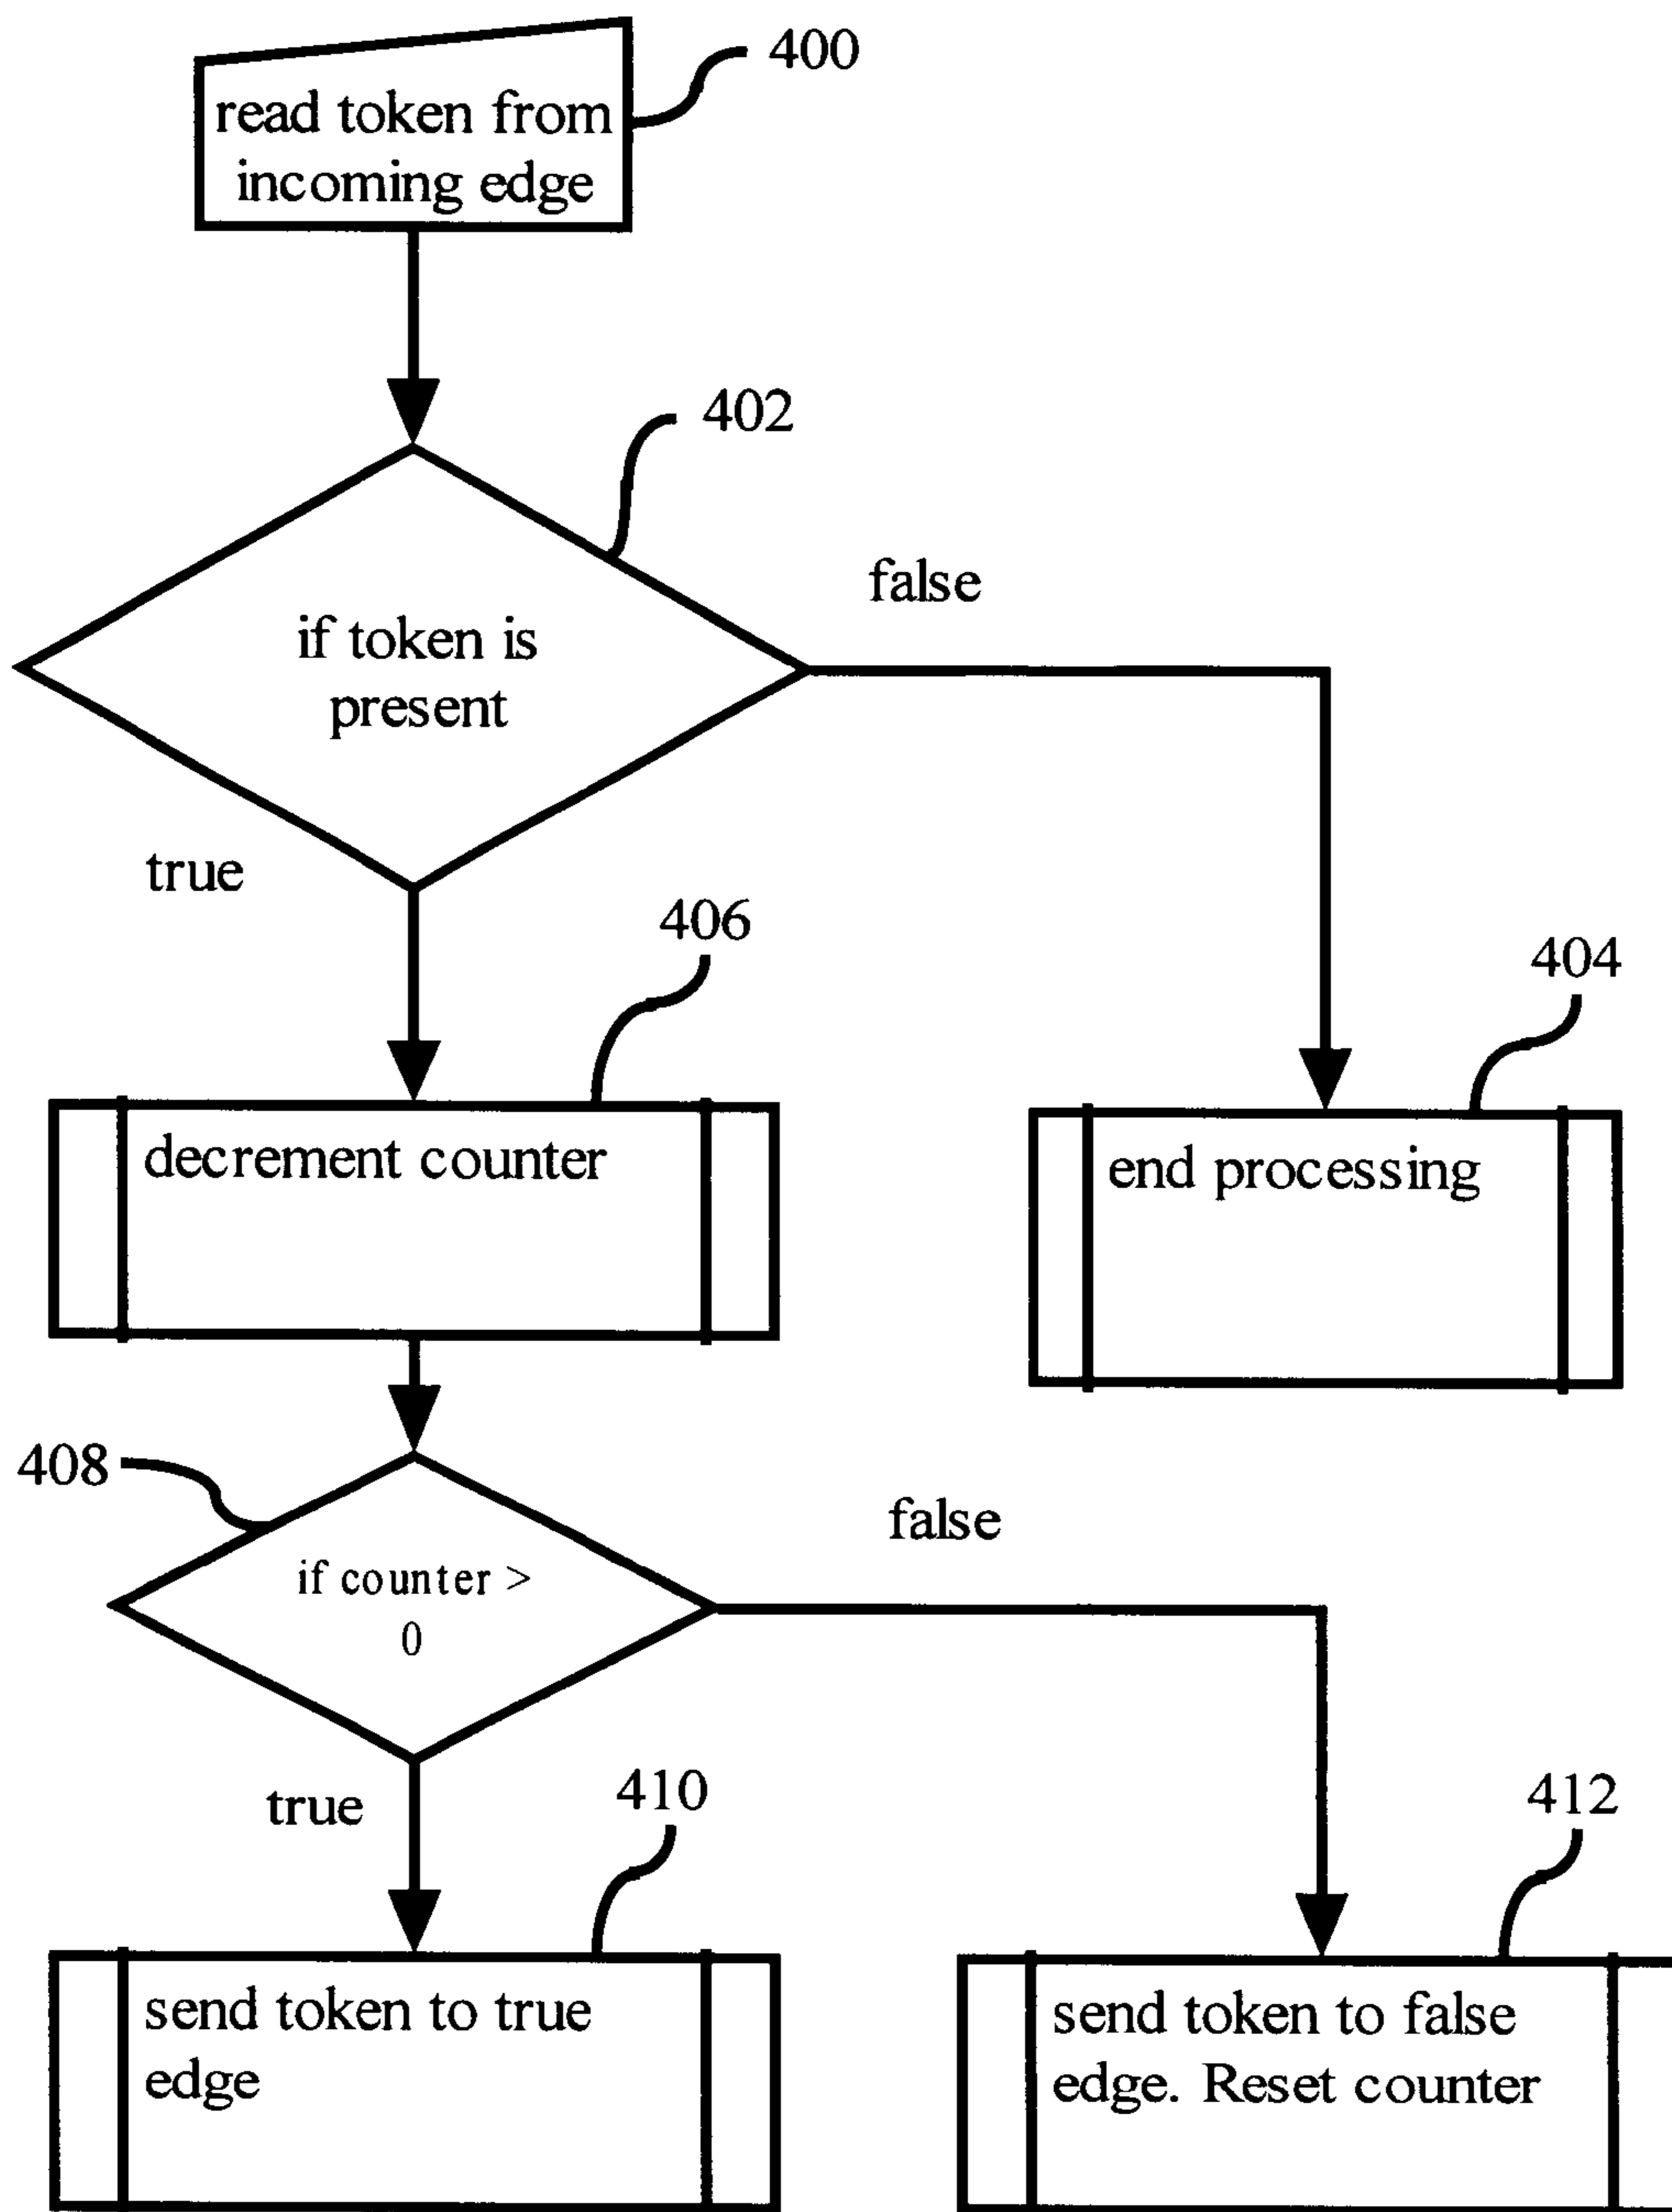 400
read token from
incoming edge
402
false
if token is
present
true
406
404
decrement counter
end processing
408
false
if counter >
0
true
410
412
send token to true
edge
send token to false
edge. Reset counter